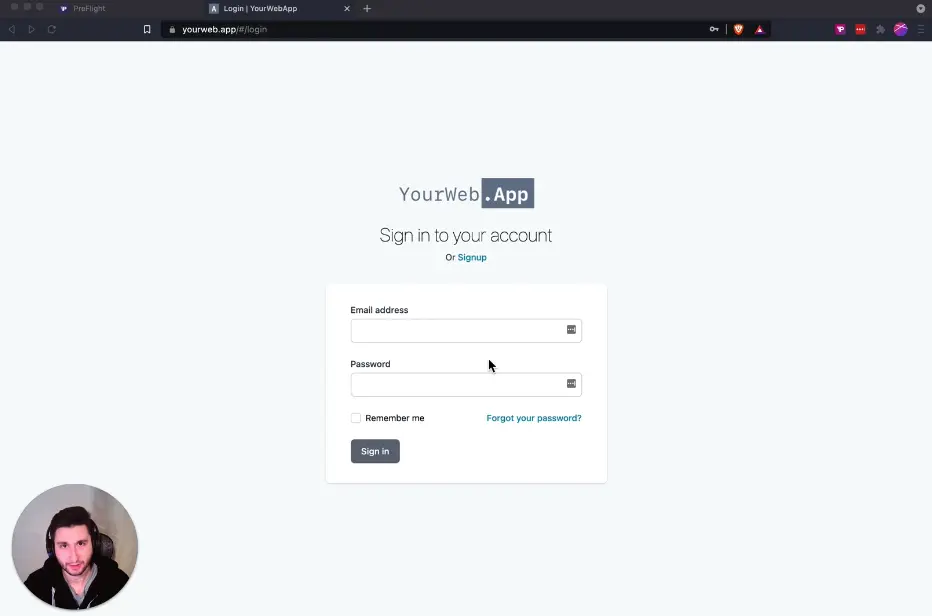 ProFlight
A Login | YourWebApp
yourweb.app/#/login
YourWeb.App
Sign in to your account
Or Signup
Email address
Password
Remember me
Forgot your password?
Sign in